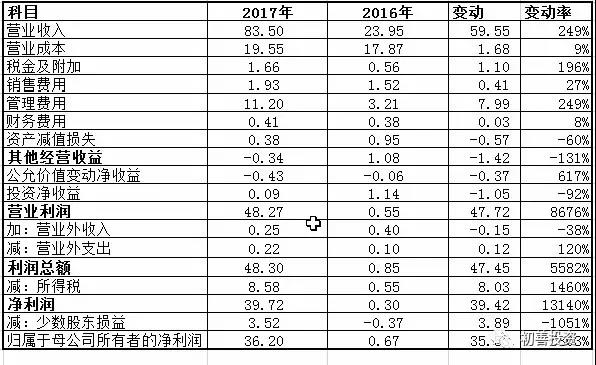 科目 2017年 2016年 变动 变动率
营业收入 83.50 23.95 59.55 249%
营业成本 19.55 17.87 1.68 9%
税金及附加 1.66 0.56 1.10 196%
销售费用 1.93 1.52 0.41 27%
管理费用 11.20 3.21 7.99 249%
财务费用 0.41 0.38 0.03 8%
资产减值损失 0.38 0.95 -0.57 -60%
其他经营收益 -0.34 1.08 -1.42 -131%
公允价值变动净收益 -0.43 -0.06 -0.37 617%
投资净收益 0.09 1.14 -1.05 -92%
营业利润 48.27 0.55 47.72 8676%
加：营业外收入 0.25 0.40 -0.15 -38%
减：营业外支出 0.22 0.10 0.12 120%
利润总额 48.30 0.85 47.45 5582%
减：所得税 8.58 0.55 8.03 1460%
净利润 39.72 0.30 39.42 13140%
减：少数股东损益 3.52 -0.37 3.89 -1051%
归属于母公司所有者的净利润 36.20 0.67
初善投资